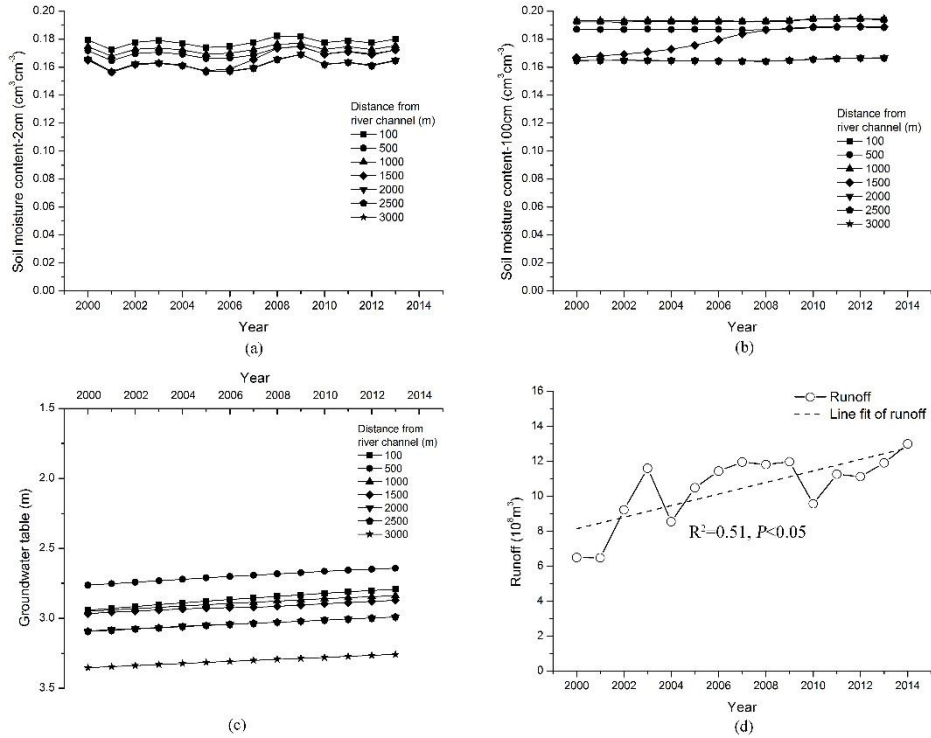 0.20
0.18
0.16
0.14
0.12
0.10
0.08
0.06
0.04
0.02
0.00
Soil moisture content-2cm (cm³cm⁻³)
Distance from
river channel (m)
100
500
1000
1500
2000
2500
3000
2000 2002 2004 2006 2008 2010 2012 2014
Year
(a)
0.20
0.18
0.16
0.14
0.12
0.10
0.08
0.06
0.04
0.02
0.00
Soil moisture content-100cm (cm³cm⁻³)
Distance from
river channel (m)
100
500
1000
1500
2000
2500
3000
2000 2002 2004 2006 2008 2010 2012 2014
Year
(b)
Year
2000 2002 2004 2006 2008 2010 2012 2014
1.5
2.0
2.5
3.0
3.5
Groundwater table (m)
Distance from
river channel (m)
100
500
1000
1500
2000
2500
3000
(c)
16
14
12
10
8
6
4
2
0
Runoff (10⁸m³)
Runoff
Line fit of runoff
R²=0.51, P<0.05
2000 2002 2004 2006 2008 2010 2012 2014
Year
(d)